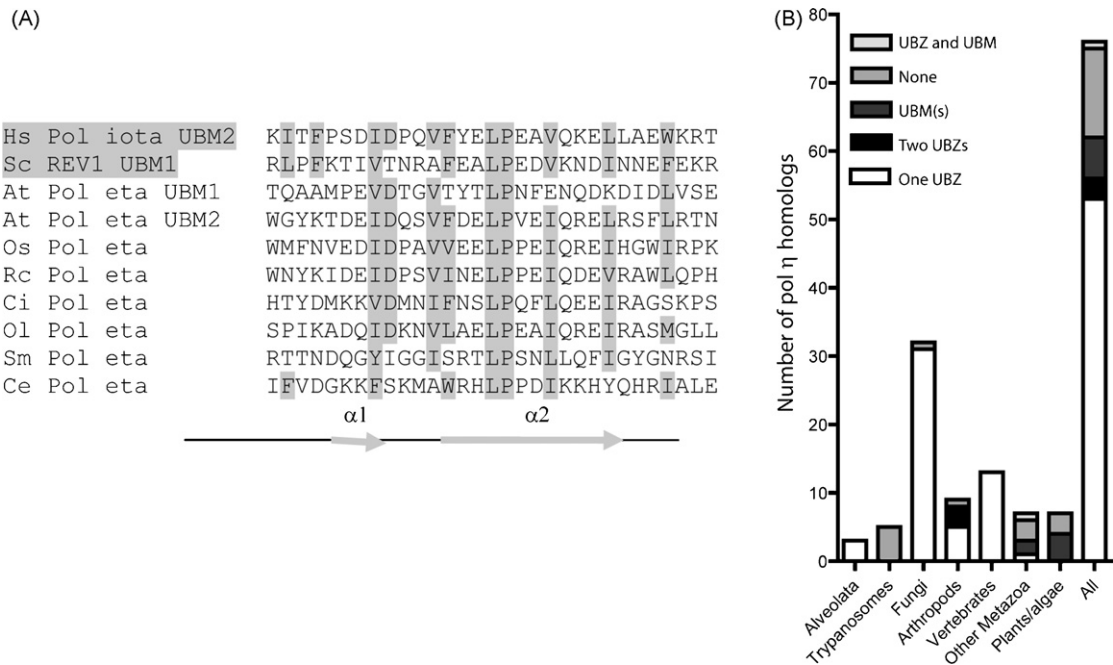 (A)
Hs Pol iota UBM2 KITFPSDIDPQVFYELPEAVQKELLAEWKRT
Sc REV1 UBM1 RLPFKTIVTNRAFEALPEDVKNDINNEFEKR
At Pol eta UBM1 TQAAMPEVDTGVTYTLPNFENQDKDIDLVSE
At Pol eta UBM2 WGYKTDEIDQSVFDELPVEIQRELRSFLRTN
Os Pol eta WMFNVEDIDPAVVEELPPEIQREIHGWIRPK
Rc Pol eta WNYKIDEIDPSVINELPPEIQDEVRAWLQPH
Ci Pol eta HTYDMKKVDMNIFNSLPQFLQEEIRAGSKPS
Ol Pol eta SPIKADQIDKNVLAELPEAIQREIRASMGLL
Sm Pol eta RTTNDQGYIGGISRTLPSNLLQFIGYGNRSI
Ce Pol eta IFVDGKKFSKMAWRHLPPDIKKHYQHRIALE
α1 α2
(B)
Number of pol η homologs
80
70
60
50
40
30
20
10
0
UBZ and UBM
None
UBM(s)
Two UBZs
One UBZ
Alveolata
Trypanosomes
Fungi
Arthropods
Vertebrates
Other Metazoa
Plants/algae
All